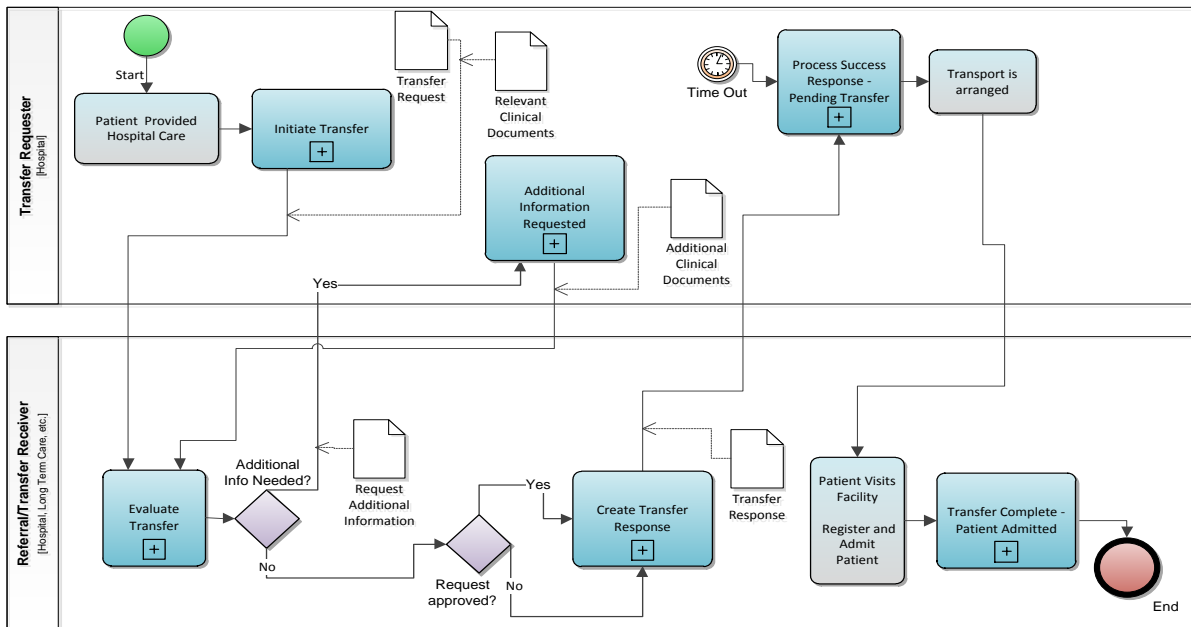 Transfer Requester
[Hospital]
Start
Patient  Provided
Hospital Care
Initiate Transfer
Transfer
Request
Relevant
Clinical
Documents
Additional
Information
Requested
Additional
Clinical
Documents
Time Out
Process Success
Response -
Pending Transfer
Transport is
arranged
Yes
Referral/Transfer Receiver
[Hospital, Long Term Care, etc.]
Evaluate
Transfer
Additional
Info Needed?
No
Request
Additional
Information
Request
approved?
Yes
No
Create Transfer
Response
Transfer
Response
Patient Visits
Facility
Register and
Admit
Patient
Transfer Complete -
Patient Admitted
End